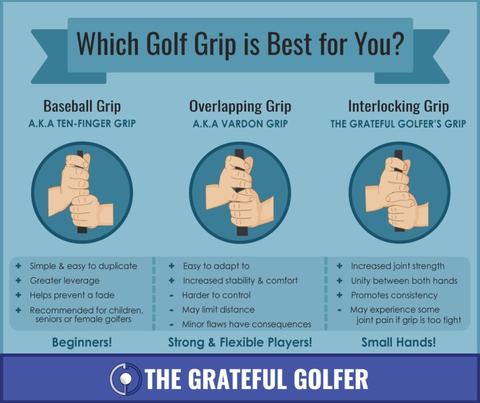 Which Golf Grip is Best for You?
Baseball Grip
A.K.A TEN-FINGER GRIP
+ Simple & easy to duplicate
+ Greater leverage
+ Helps prevent a fade
+ Recommended for children,
seniors or female golfers
Beginners!
Overlapping Grip
A.K.A VARDON GRIP
+ Easy to adapt to
+ Increased stability & comfort
- Harder to control
- May limit distance
- Minor flaws have consequences
Strong & Flexible Players!
Interlocking Grip
THE GRATEFUL GOLFER'S GRIP
+ Increased joint strength
+ Unity between both hands
+ Promotes consistency
- May experience some
joint pain if grip is too tight
Small Hands!
THE GRATEFUL GOLFER